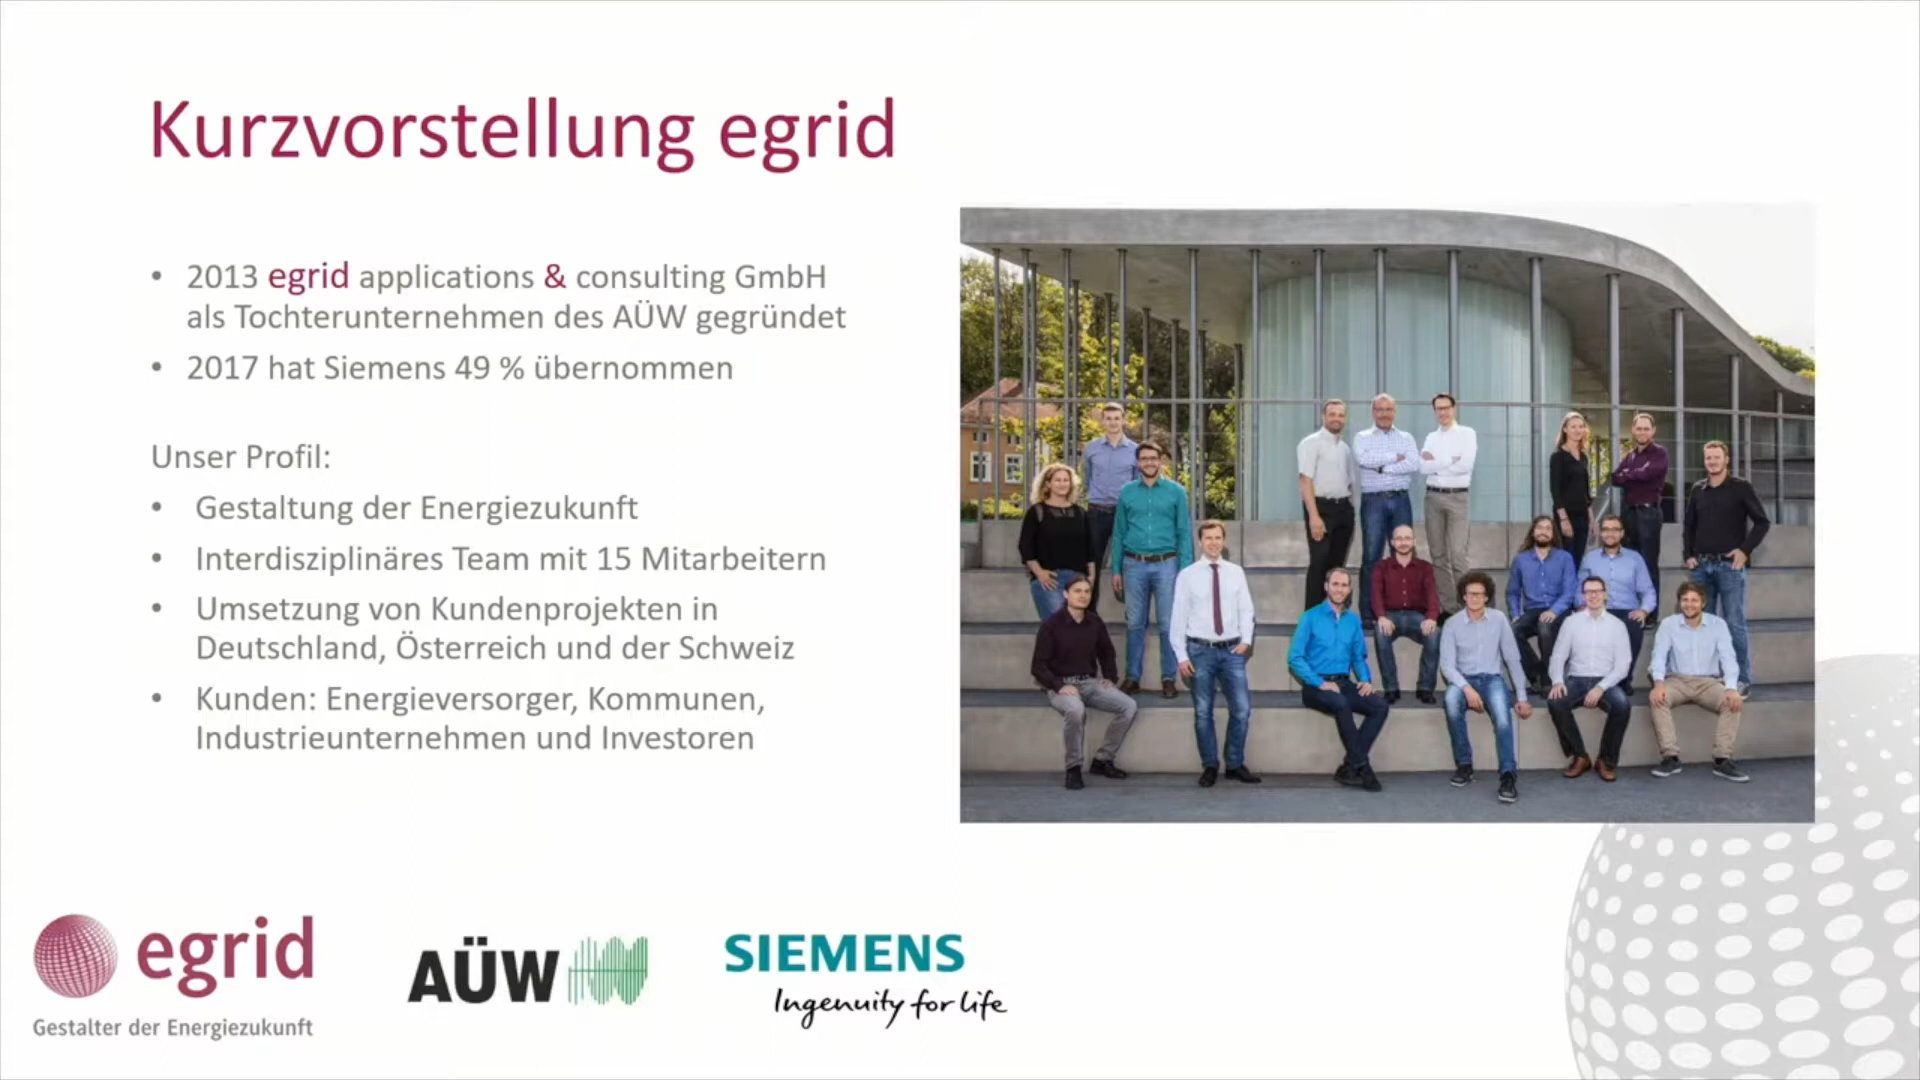 Kurzvorstellung egrid
• 2013 egrid applications & consulting GmbH
als Tochterunternehmen des AÜW gegründet
• 2017 hat Siemens 49 % übernommen
Unser Profil:
• Gestaltung der Energiezukunft
• Interdisziplinäres Team mit 15 Mitarbeitern
• Umsetzung von Kundenprojekten in
Deutschland, Österreich und der Schweiz
• Kunden: Energieversorger, Kommunen,
Industrieunternehmen und Investoren
egrid
Gestalter der Energiezukunft
AÜW
SIEMENS
Ingenuity for life